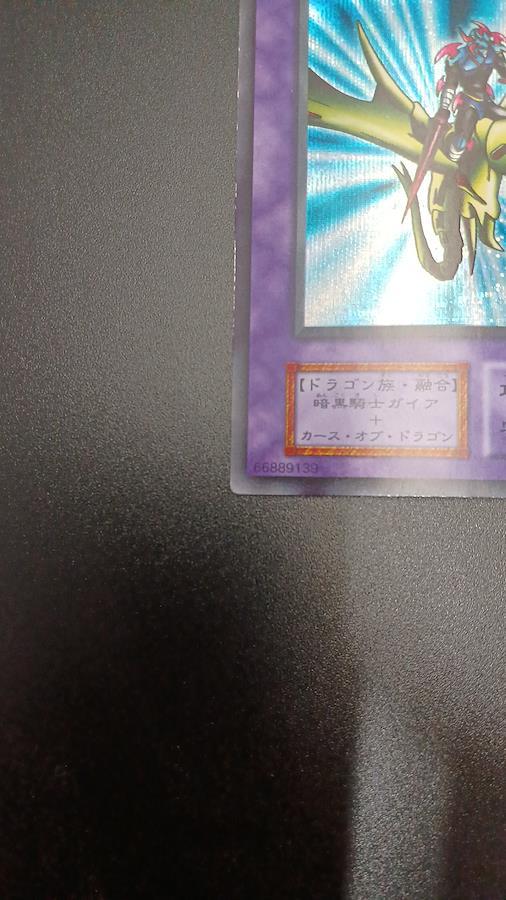 【ドラゴン族・融合】
暗黒騎士ガイア
+
カース・オブ・ドラゴン
66889139